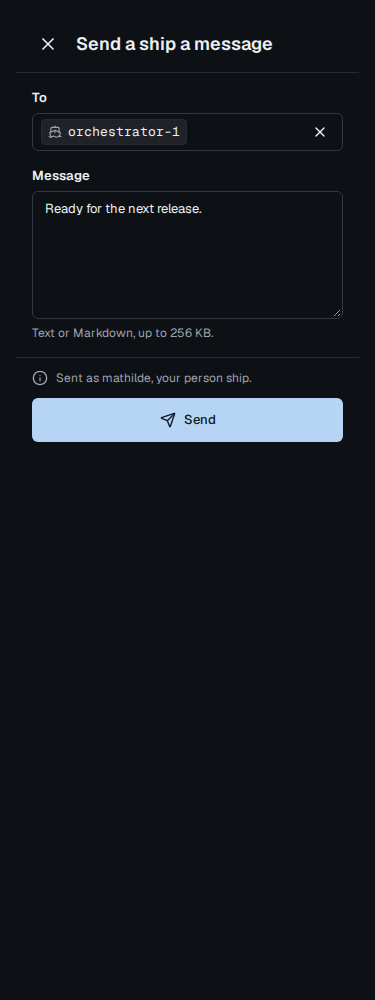 Send a ship a message
To
orchestrator-1
Message
Ready for the next release.
Text or Markdown, up to 256 KB.
Sent as mathilde, your person ship.
Send